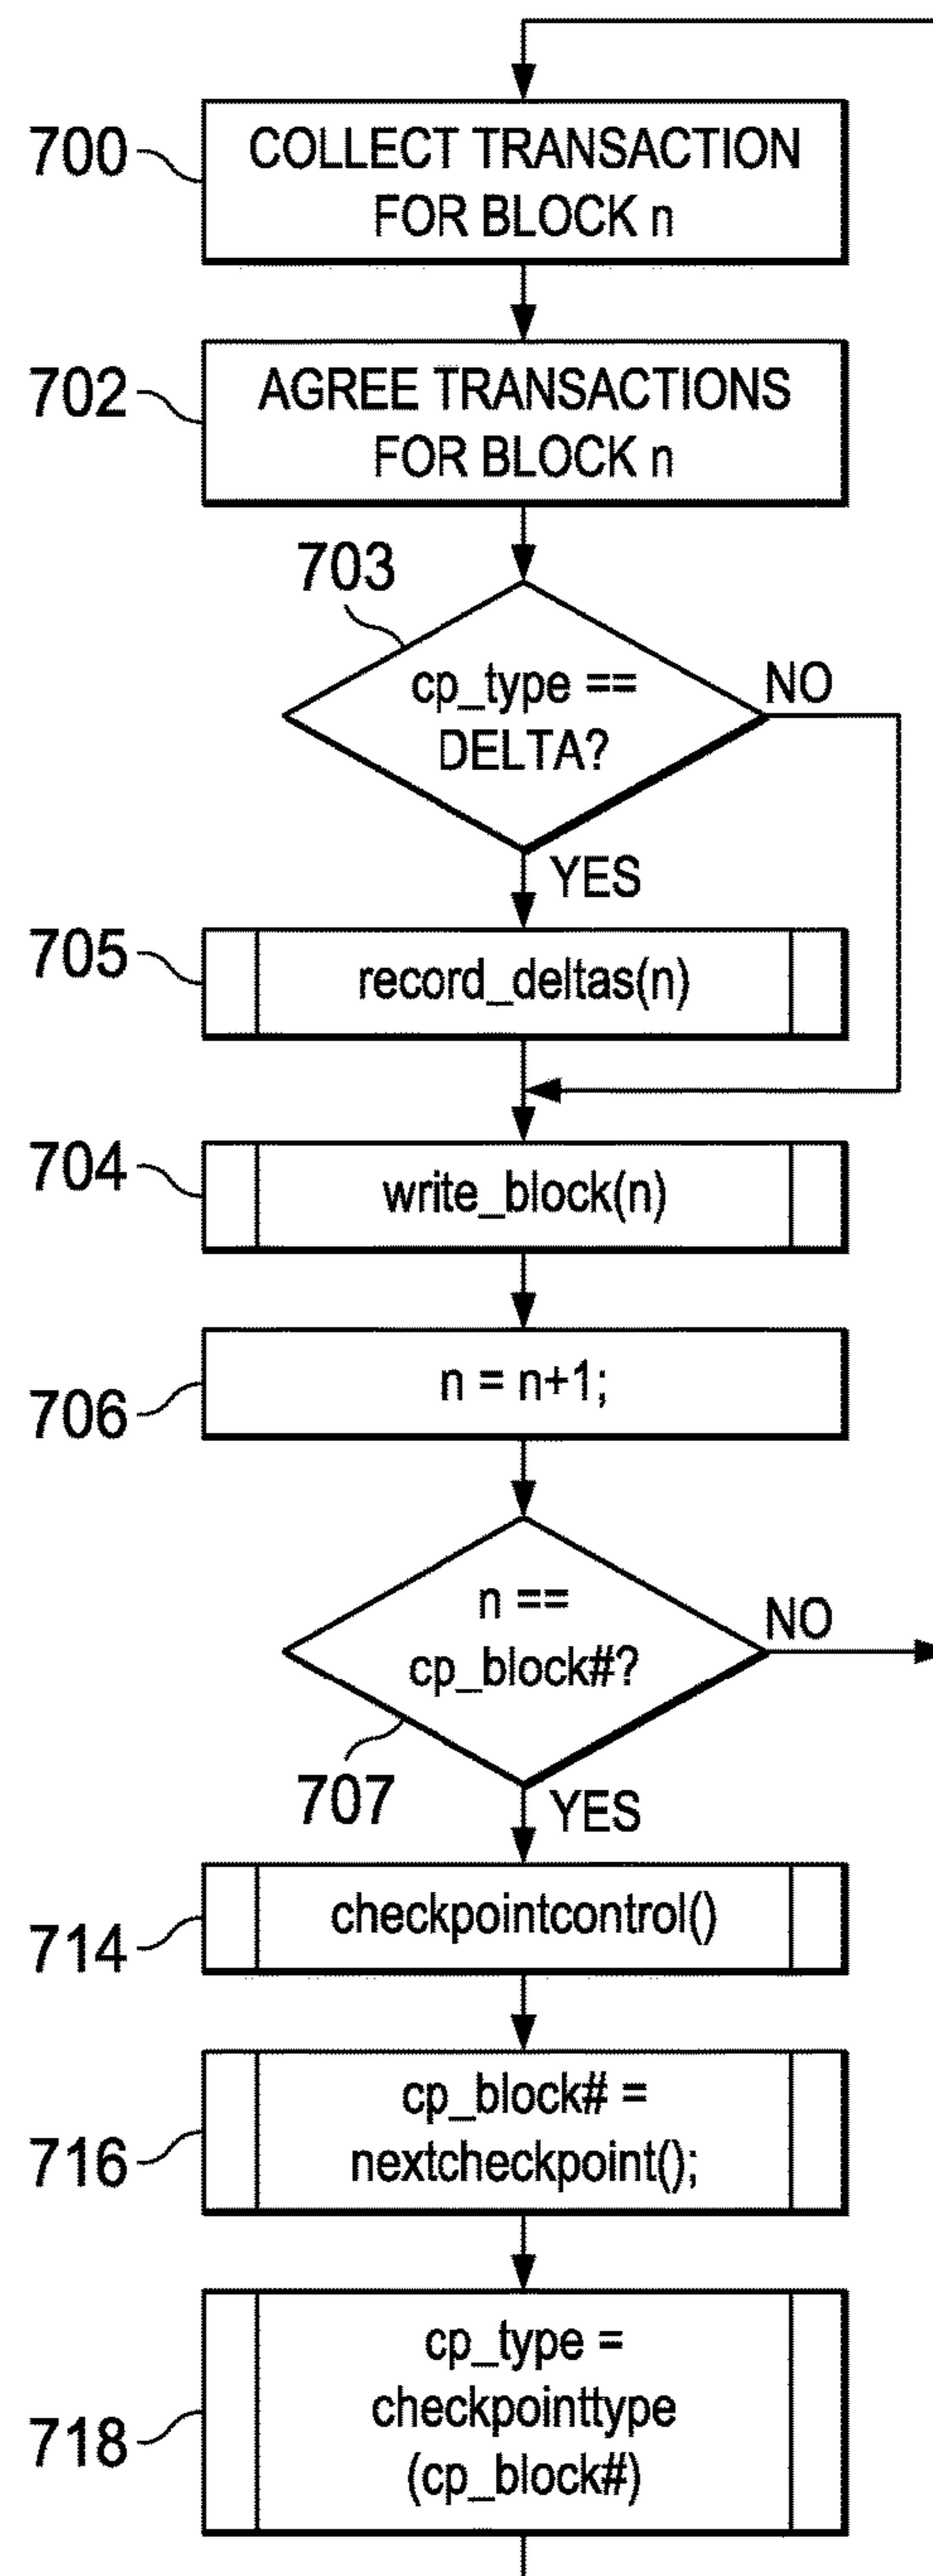 700
COLLECT TRANSACTION
FOR BLOCK n
702
AGREE TRANSACTIONS
FOR BLOCK n
703
cp_type ==
DELTA?
NO
YES
705
record_deltas(n)
704
write_block(n)
706
n = n+1;
n ==
cp_block#?
NO
707
YES
714
checkpointcontrol()
716
cp_block# =
nextcheckpoint();
718
cp_type =
checkpointtype
(cp_block#)